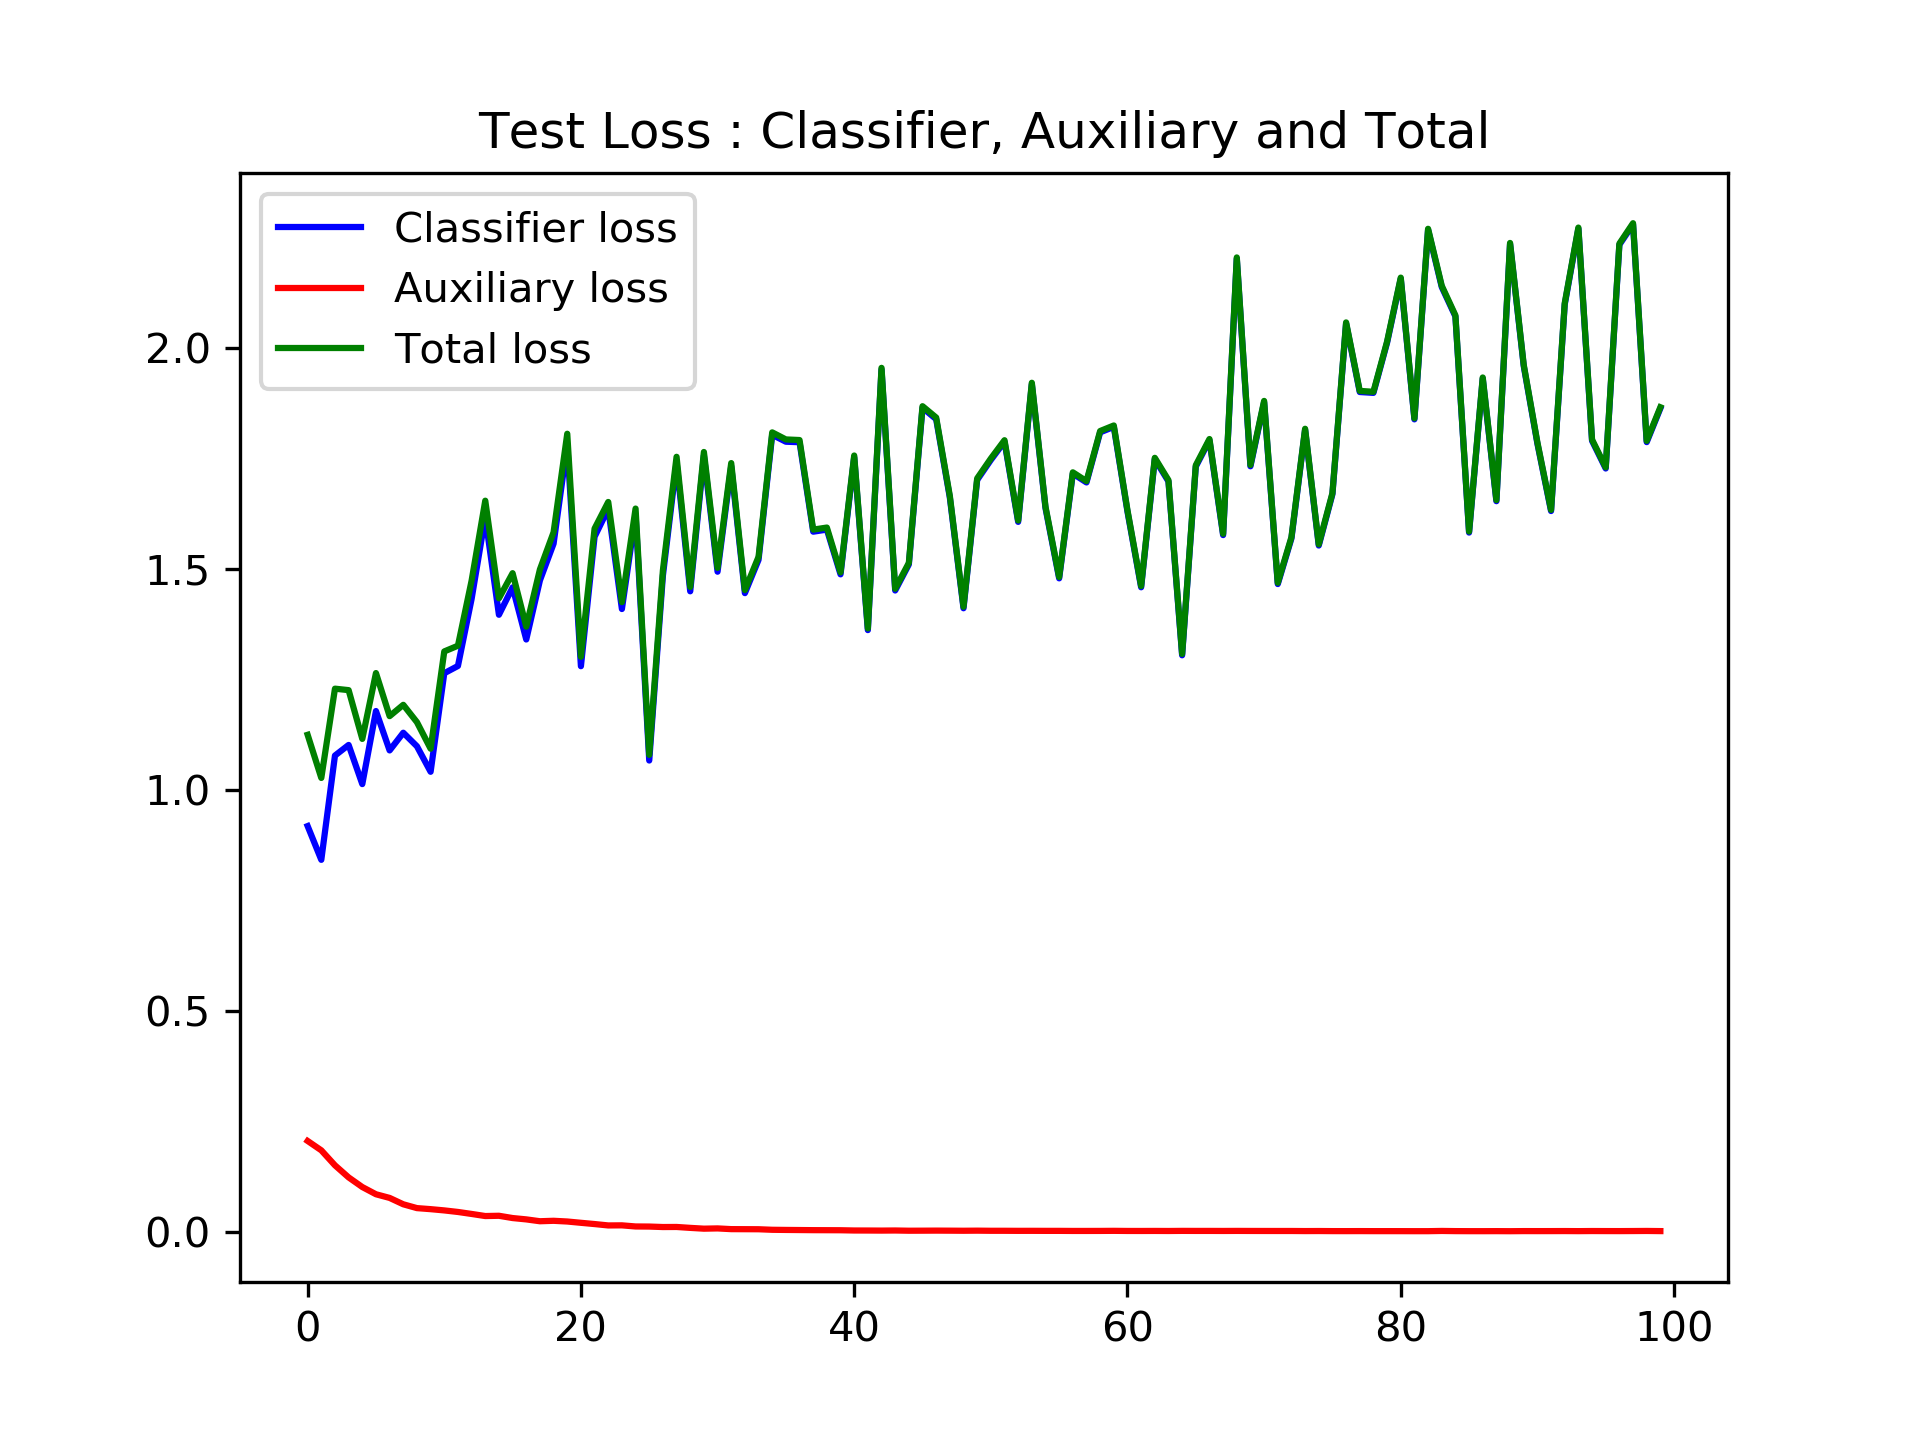 Test Loss : Classifier, Auxiliary and Total
Classifier loss
Auxiliary loss
Total loss
2.0
1.5
1.0
0.5
0.0
0 20 40 60 80 100